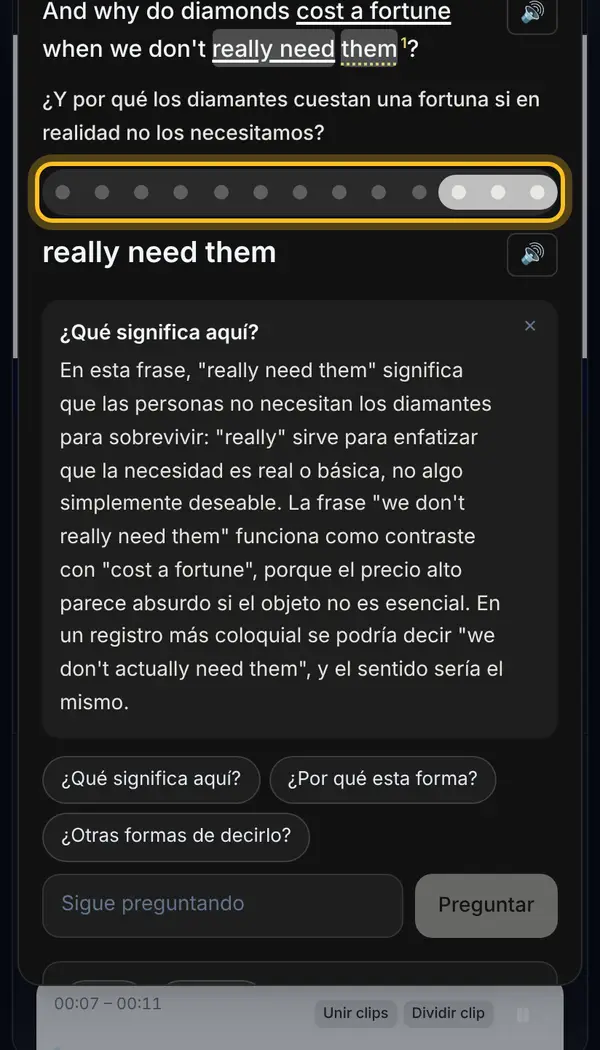 And why do diamonds cost a fortune
when we don't really need them¹?
¿Y por qué los diamantes cuestan una fortuna si en
realidad no los necesitamos?
really need them
¿Qué significa aquí?
En esta frase, "really need them" significa
que las personas no necesitan los diamantes
para sobrevivir: "really" sirve para enfatizar
que la necesidad es real o básica, no algo
simplemente deseable. La frase "we don't
really need them" funciona como contraste
con "cost a fortune", porque el precio alto
parece absurdo si el objeto no es esencial. En
un registro más coloquial se podría decir "we
don't actually need them", y el sentido sería el
mismo.
¿Qué significa aquí? ¿Por qué esta forma?
¿Otras formas de decirlo?
Sigue preguntando Preguntar
00:07 – 00:11 Unir clips Dividir clip